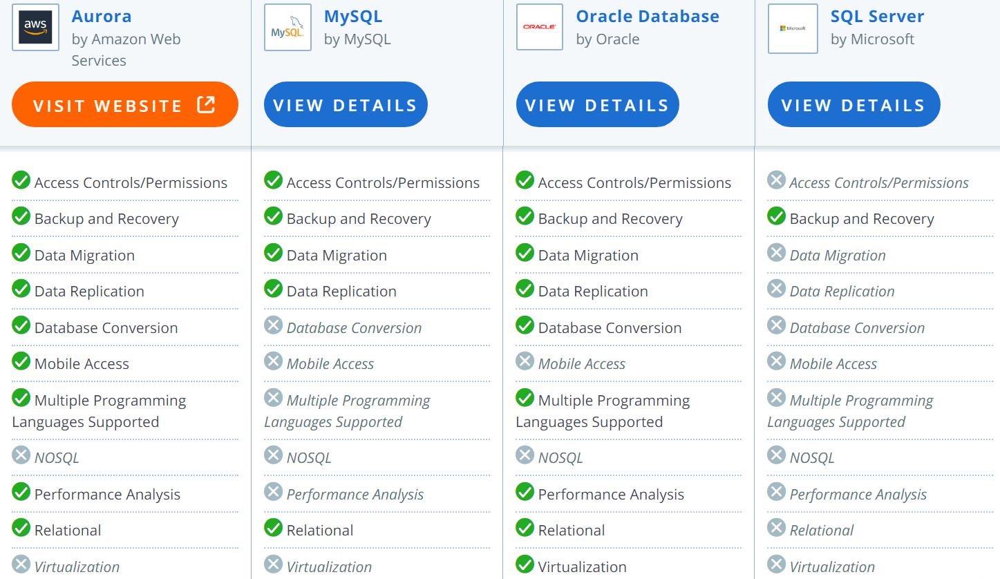 aws
Aurora
by Amazon Web
Services
VISIT WEBSITE
MySQL
MySQL
by MySQL
VIEW DETAILS
ORACLE
Oracle Database
by Oracle
VIEW DETAILS
Microsoft
SQL Server
by Microsoft
VIEW DETAILS
Access Controls/Permissions
Backup and Recovery
Data Migration
Data Replication
Database Conversion
Mobile Access
Multiple Programming
Languages Supported
NOSQL
Performance Analysis
Relational
Virtualization
Access Controls/Permissions
Backup and Recovery
Data Migration
Data Replication
Database Conversion
Mobile Access
Multiple Programming
Languages Supported
NOSQL
Performance Analysis
Relational
Virtualization
Access Controls/Permissions
Backup and Recovery
Data Migration
Data Replication
Database Conversion
Mobile Access
Multiple Programming
Languages Supported
NOSQL
Performance Analysis
Relational
Virtualization
Access Controls/Permissions
Backup and Recovery
Data Migration
Data Replication
Database Conversion
Mobile Access
Multiple Programming
Languages Supported
NOSQL
Performance Analysis
Relational
Virtualization